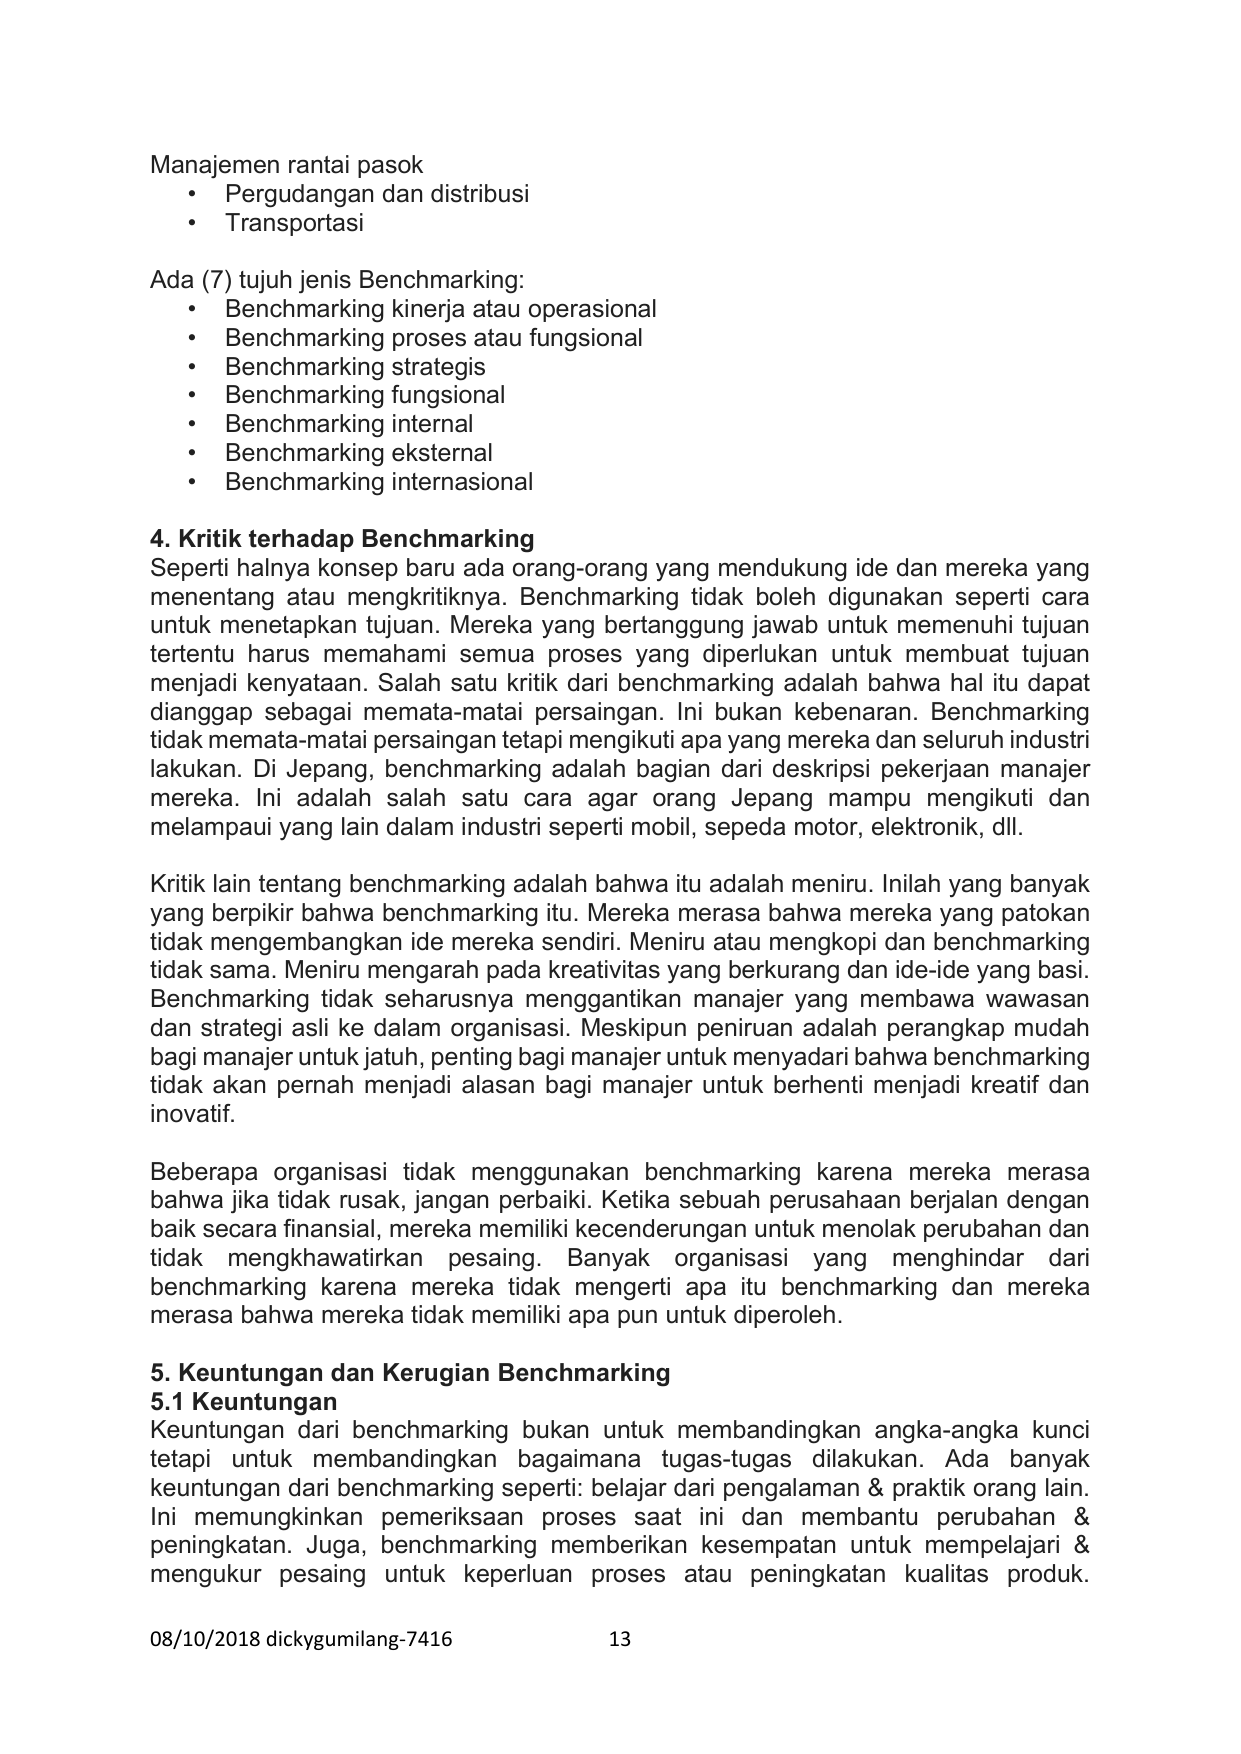 Manajemen rantai pasok
• Pergudangan dan distribusi
• Transportasi
Ada (7) tujuh jenis Benchmarking:
• Benchmarking kinerja atau operasional
• Benchmarking proses atau fungsional
• Benchmarking strategis
• Benchmarking fungsional
• Benchmarking internal
• Benchmarking eksternal
• Benchmarking internasional
4. Kritik terhadap Benchmarking
Seperti halnya konsep baru ada orang-orang yang mendukung ide dan mereka yang
menentang atau mengkritiknya. Benchmarking tidak boleh digunakan seperti cara
untuk menetapkan tujuan. Mereka yang bertanggung jawab untuk memenuhi tujuan
tertentu harus memahami semua proses yang diperlukan untuk membuat tujuan
menjadi kenyataan. Salah satu kritik dari benchmarking adalah bahwa hal itu dapat
dianggap sebagai memata-matai persaingan. Ini bukan kebenaran. Benchmarking
tidak memata-matai persaingan tetapi mengikuti apa yang mereka dan seluruh industri
lakukan. Di Jepang, benchmarking adalah bagian dari deskripsi pekerjaan manajer
mereka. Ini adalah salah satu cara agar orang Jepang mampu mengikuti dan
melampaui yang lain dalam industri seperti mobil, sepeda motor, elektronik, dll.
Kritik lain tentang benchmarking adalah bahwa itu adalah meniru. Inilah yang banyak
yang berpikir bahwa benchmarking itu. Mereka merasa bahwa mereka yang patokan
tidak mengembangkan ide mereka sendiri. Meniru atau mengkopi dan benchmarking
tidak sama. Meniru mengarah pada kreativitas yang berkurang dan ide-ide yang basi.
Benchmarking tidak seharusnya menggantikan manajer yang membawa wawasan
dan strategi asli ke dalam organisasi. Meskipun peniruan adalah perangkap mudah
bagi manajer untuk jatuh, penting bagi manajer untuk menyadari bahwa benchmarking
tidak akan pernah menjadi alasan bagi manajer untuk berhenti menjadi kreatif dan
inovatif.
Beberapa organisasi tidak menggunakan benchmarking karena mereka merasa
bahwa jika tidak rusak, jangan perbaiki. Ketika sebuah perusahaan berjalan dengan
baik secara finansial, mereka memiliki kecenderungan untuk menolak perubahan dan
tidak mengkhawatirkan pesaing. Banyak organisasi yang menghindar dari
benchmarking karena mereka tidak mengerti apa itu benchmarking dan mereka
merasa bahwa mereka tidak memiliki apa pun untuk diperoleh.
5. Keuntungan dan Kerugian Benchmarking
5.1 Keuntungan
Keuntungan dari benchmarking bukan untuk membandingkan angka-angka kunci
tetapi untuk membandingkan bagaimana tugas-tugas dilakukan. Ada banyak
keuntungan dari benchmarking seperti: belajar dari pengalaman & praktik orang lain.
Ini memungkinkan pemeriksaan proses saat ini dan membantu perubahan &
peningkatan. Juga, benchmarking memberikan kesempatan untuk mempelajari &
mengukur pesaing untuk keperluan proses atau peningkatan kualitas produk.
08/10/2018 dickygumilang-7416 13